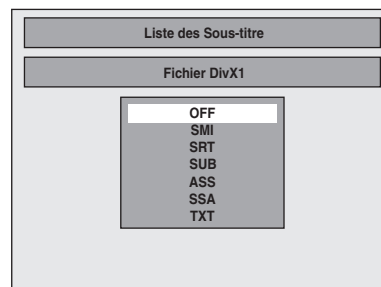 Liste des Sous-titre
Fichier DivX1
OFF
SMI
SRT
SUB
ASS
SSA
TXT